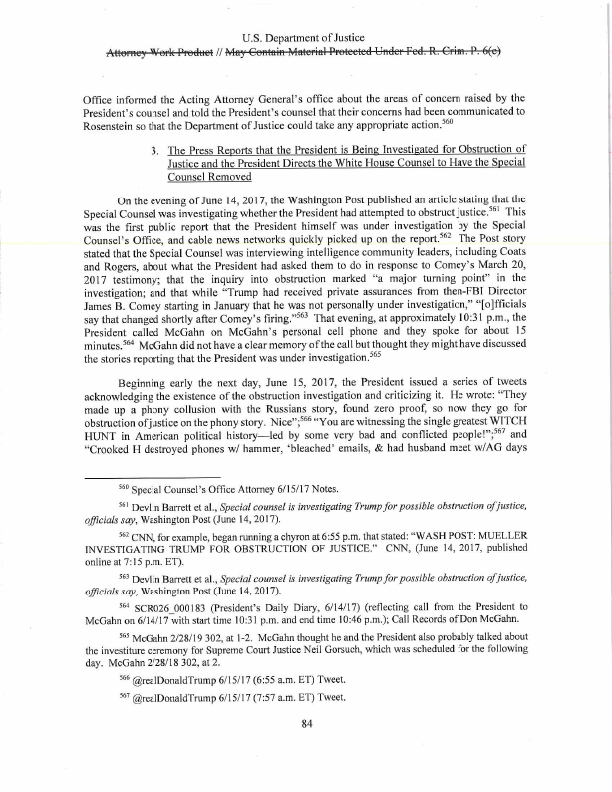 U.S. Department of Justice
Attorney Work Product // May Contain Material Protected Under Fed. R. Crim. P. 6(e)
Office informed the Acting Attorney General's office about the areas of concern raised by the
President's counsel and told the President's counsel that their concerns had been communicated to
Rosenstein so that the Department of Justice could take any appropriate action.560
3. The Press Reports that the President is Being Investigated for Obstruction of
Justice and the President Directs the White House Counsel to Have the Special
Counsel Removed
On the evening of June 14, 2017, the Washington Post published an article stating that the
Special Counsel was investigating whether the President had attempted to obstruct justice.561 This
was the first public report that the President himself was under investigation by the Special
Counsel's Office, and cable news networks quickly picked up on the report.562 The Post story
stated that the Special Counsel was interviewing intelligence community leaders, including Coats
and Rogers, about what the President had asked them to do in response to Comey's March 20,
2017 testimony; that the inquiry into obstruction marked "a major turning point" in the
investigation; and that while "Trump had received private assurances from then-FBI Director
James B. Comey starting in January that he was not personally under investigation," "[o]fficials
say that changed shortly after Comey's firing."563 That evening, at approximately 10:31 p.m., the
President called McGahn on McGahn's personal cell phone and they spoke for about 15
minutes.564 McGahn did not have a clear memory of the call but thought they might have discussed
the stories reporting that the President was under investigation.565
Beginning early the next day, June 15, 2017, the President issued a series of tweets
acknowledging the existence of the obstruction investigation and criticizing it. He wrote: "They
made up a phony collusion with the Russians story, found zero proof, so now they go for
obstruction of justice on the phony story. Nice";566 "You are witnessing the single greatest WITCH
HUNT in American political history—led by some very bad and conflicted people!";567 and
"Crooked H destroyed phones w/ hammer, 'bleached' emails, & had husband meet w/AG days
560 Special Counsel's Office Attorney 6/15/17 Notes.
561 Devlin Barrett et al., Special counsel is investigating Trump for possible obstruction of justice,
officials say, Washington Post (June 14, 2017).
562 CNN, for example, began running a chyron at 6:55 p.m. that stated: "WASH POST: MUELLER
INVESTIGATING TRUMP FOR OBSTRUCTION OF JUSTICE." CNN, (June 14, 2017, published
online at 7:15 p.m. ET).
563 Devlin Barrett et al., Special counsel is investigating Trump for possible obstruction of justice,
officials say, Washington Post (June 14, 2017).
564 SCR026_000183 (President's Daily Diary, 6/14/17) (reflecting call from the President to
McGahn on 6/14/17 with start time 10:31 p.m. and end time 10:46 p.m.); Call Records of Don McGahn.
565 McGahn 2/28/19 302, at 1-2. McGahn thought he and the President also probably talked about
the investiture ceremony for Supreme Court Justice Neil Gorsuch, which was scheduled for the following
day. McGahn 2/28/18 302, at 2.
566 @realDonaldTrump 6/15/17 (6:55 a.m. ET) Tweet.
567 @realDonaldTrump 6/15/17 (7:57 a.m. ET) Tweet.
84